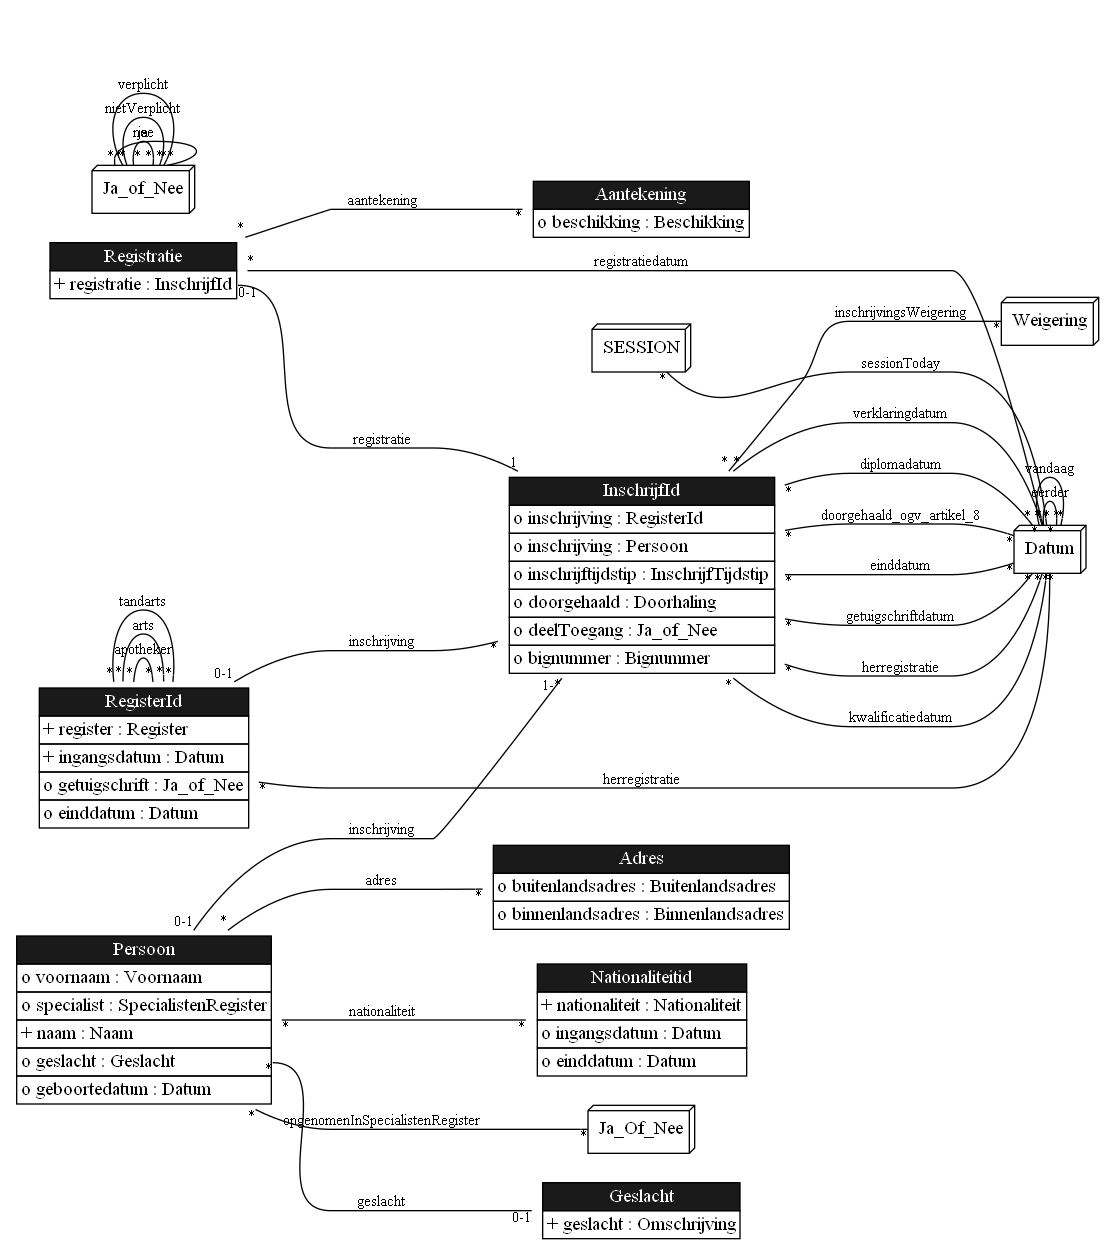 verplicht
nietVerplicht
Ja_of_Nee
aantekening
Aantekening
o beschikking : Beschikking
Registratie
+ registratie : InschrijfId
0-1
registratiedatum
inschrijvingsWeigering
Weigering
SESSION
sessionToday
verklaringdatum
registratie
1
diplomadatum
vandaag
eerder
InschrijfId
o inschrijving : RegisterId
o inschrijving : Persoon
o inschrijftijdstip : InschrijfTijdstip
o doorgehaald : Doorhaling
o deelToegang : Ja_of_Nee
o bignummer : Bignummer
doorgehaald_ogv_artikel_8
Datum
einddatum
getuigschriftdatum
herregistratie
kwalificatiedatum
tandarts
arts
apotheker
inschrijving
0-1
1-*
RegisterId
+ register : Register
+ ingangsdatum : Datum
o getuigschrift : Ja_of_Nee
o einddatum : Datum
herregistratie
inschrijving
0-1
adres
Adres
o buitenlandsadres : Buitenlandsadres
o binnenlandsadres : Binnenlandsadres
Persoon
o voornaam : Voornaam
o specialist : SpecialistenRegister
+ naam : Naam
o geslacht : Geslacht
o geboortedatum : Datum
nationaliteit
Nationaliteitid
+ nationaliteit : Nationaliteit
o ingangsdatum : Datum
o einddatum : Datum
opgenomenInSpecialistenRegister
Ja_Of_Nee
geslacht
0-1
Geslacht
+ geslacht : Omschrijving